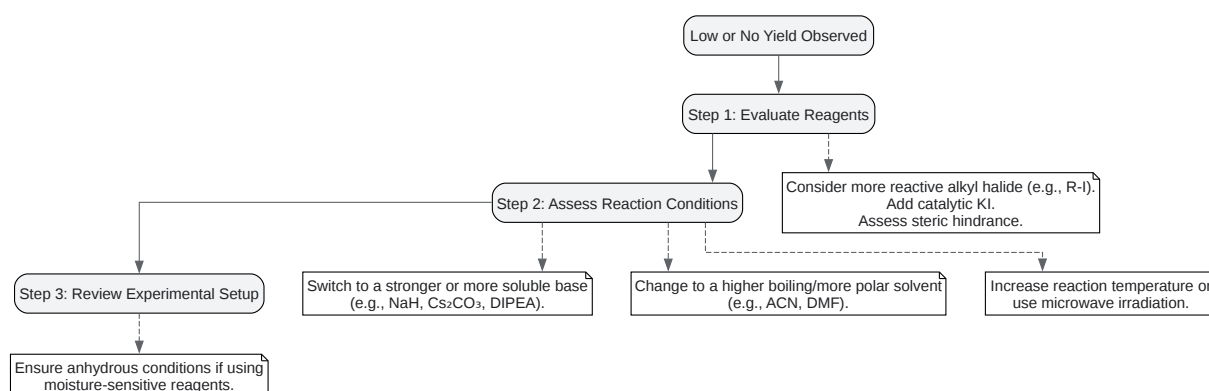 Low or No Yield Observed
Step 1: Evaluate Reagents
Consider more reactive alkyl halide (e.g., R-I).
Add catalytic KI.
Assess steric hindrance.
Step 2: Assess Reaction Conditions
Switch to a stronger or more soluble base
(e.g., NaH, Cs₂CO₃, DIPEA).
Change to a higher boiling/more polar solvent
(e.g., ACN, DMF).
Increase reaction temperature or
use microwave irradiation.
Step 3: Review Experimental Setup
Ensure anhydrous conditions if using
moisture-sensitive reagents.